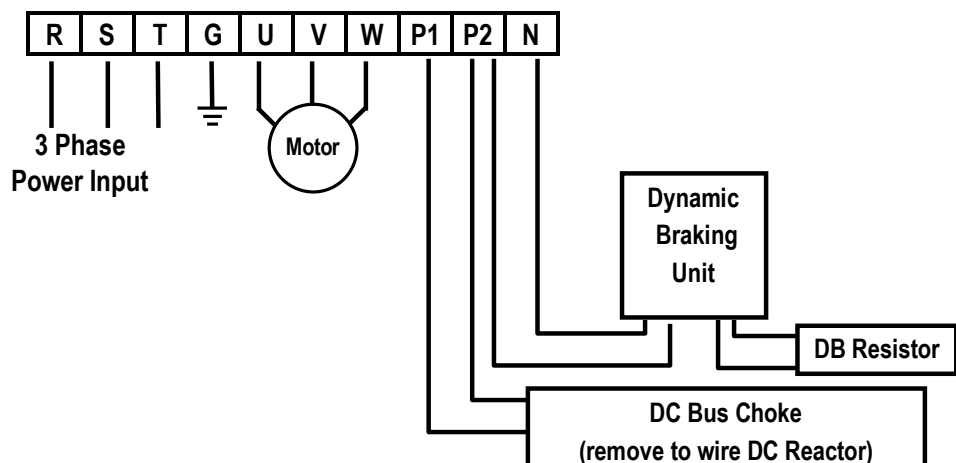 R S T G U V W P1 P2 N
3 Phase
Power Input
Motor
Dynamic
Braking
Unit
DB Resistor
DC Bus Choke
(remove to wire DC Reactor)